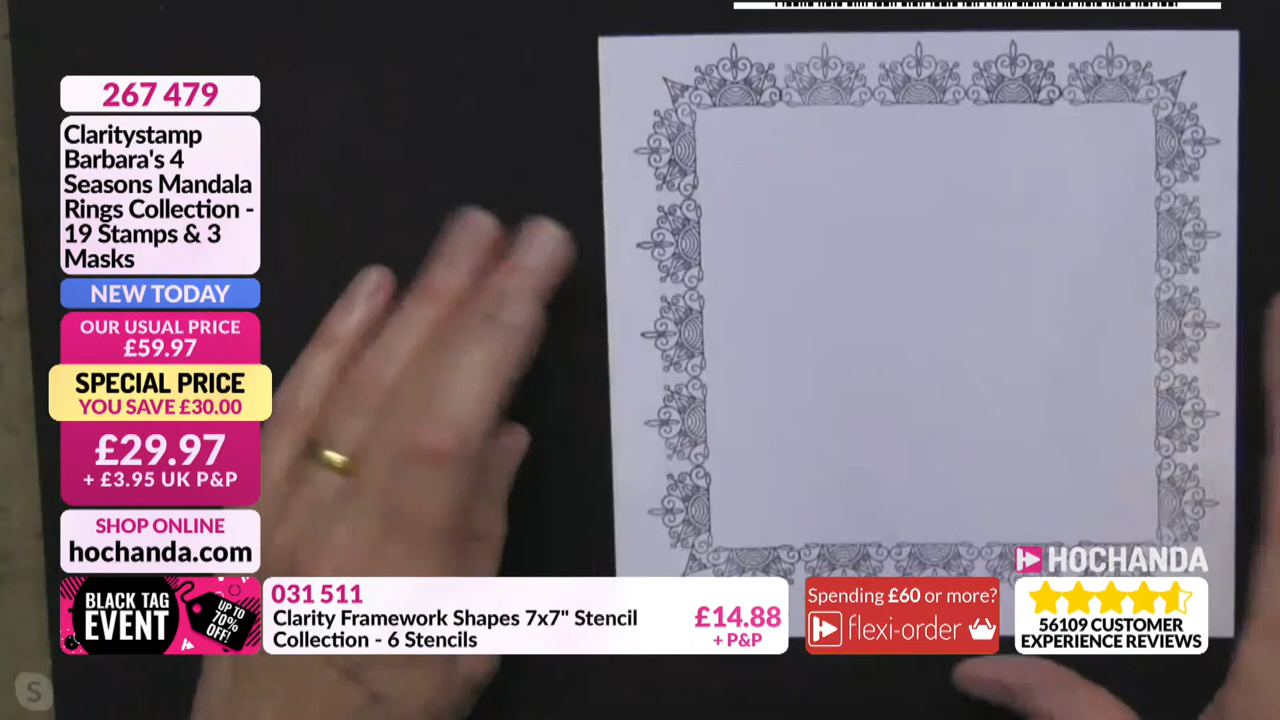 267 479
Claritystamp
Barbara's 4
Seasons Mandala
Rings Collection -
19 Stamps & 3
Masks
NEW TODAY
OUR USUAL PRICE
£59.97
SPECIAL PRICE
YOU SAVE £30.00
£29.97
+ £3.95 UK P&P
SHOP ONLINE
hochanda.com
BLACK TAG
EVENT
UP TO
70%
OFF!
031 511
Clarity Framework Shapes 7x7" Stencil
Collection - 6 Stencils
£14.88
+ P&P
Spending £60 or more?
flexi-order
HOCHANDA
56109 CUSTOMER
EXPERIENCE REVIEWS
S